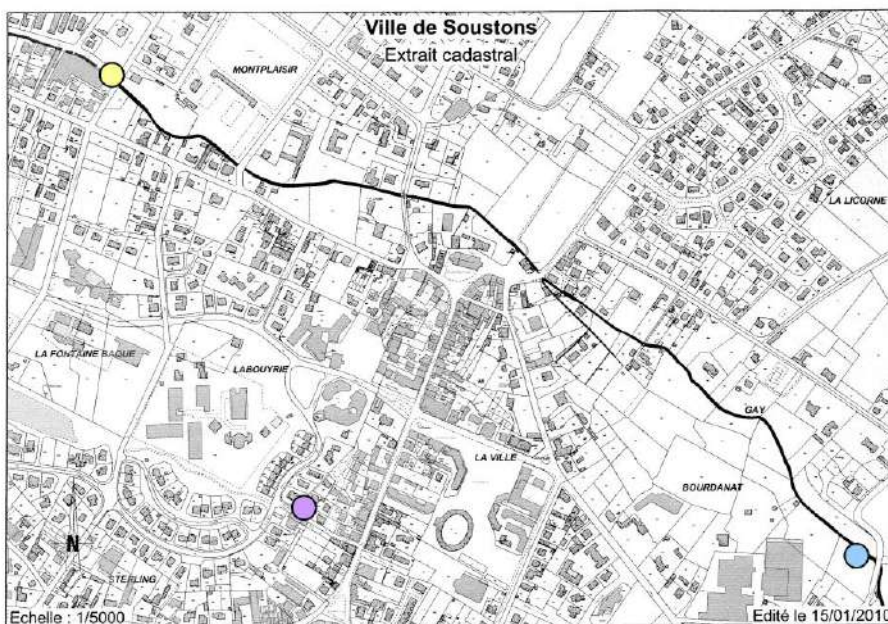 Ville de Soustons
Extrait cadastral
MONTPLAISIR
LA LICORNE
LA FONTAINE BAQUE
LABOUYRIE
GAY
LA VILLE
BOURDANAT
N
STERLING
Echelle : 1/5000
Edité le 15/01/2010